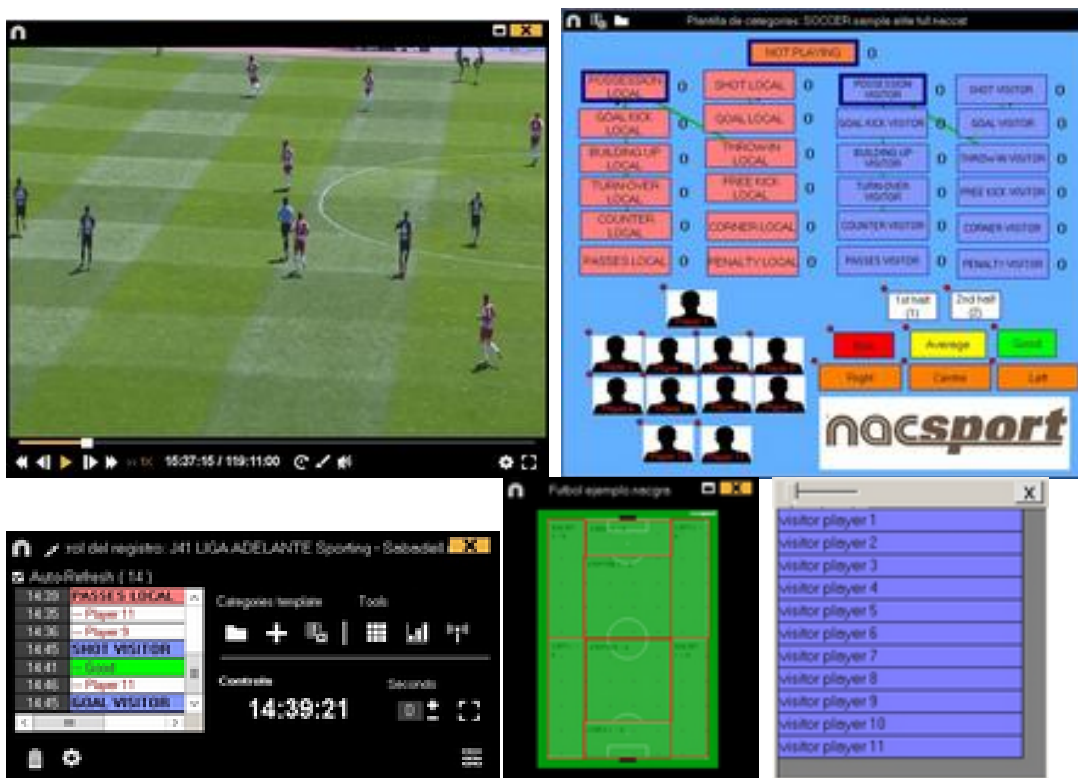 Plantilla de categories: SOCCER sample elite full.naccat
NOT PLAYING 0
POSSESSION LOCAL 0
SHOT LOCAL 0
POSSESSION VISITOR 0
SHOT VISITOR 0
GOAL KICK LOCAL 0
GOAL LOCAL 0
GOAL KICK VISITOR 0
GOAL VISITOR 0
BUILDING UP LOCAL 0
THROW-IN LOCAL 0
BUILDING UP VISITOR 0
THROW-IN VISITOR 0
TURN-OVER LOCAL 0
FREE KICK LOCAL 0
TURN-OVER VISITOR 0
FREE KICK VISITOR 0
COUNTER LOCAL 0
CORNER LOCAL 0
COUNTER VISITOR 0
CORNER VISITOR 0
PASSES LOCAL 0
PENALTY LOCAL 0
PASSES VISITOR 0
PENALTY VISITOR 0
1st half (1)
2nd half (2)
Average
Good
Right
Centre
Left
nacsport
1X 15:37:15 / 119:11:00
rol del registro: J41 LIGA ADELANTE Sporting - Sabadell
Auto-Refresh ( 14 )
14:39 PASSES LOCAL
14:35 -- Player 11
14:36 -- Player 9
14:45 SHOT VISITOR
14:41 -- Good
14:46 -- Player 11
14:45 GOAL VISITOR
Categories template
Tools
Controls
Seconds
14:39:21
0
Futbol ejemplo.nacgra
X
visitor player 1
visitor player 2
visitor player 3
visitor player 4
visitor player 5
visitor player 6
visitor player 7
visitor player 8
visitor player 9
visitor player 10
visitor player 11